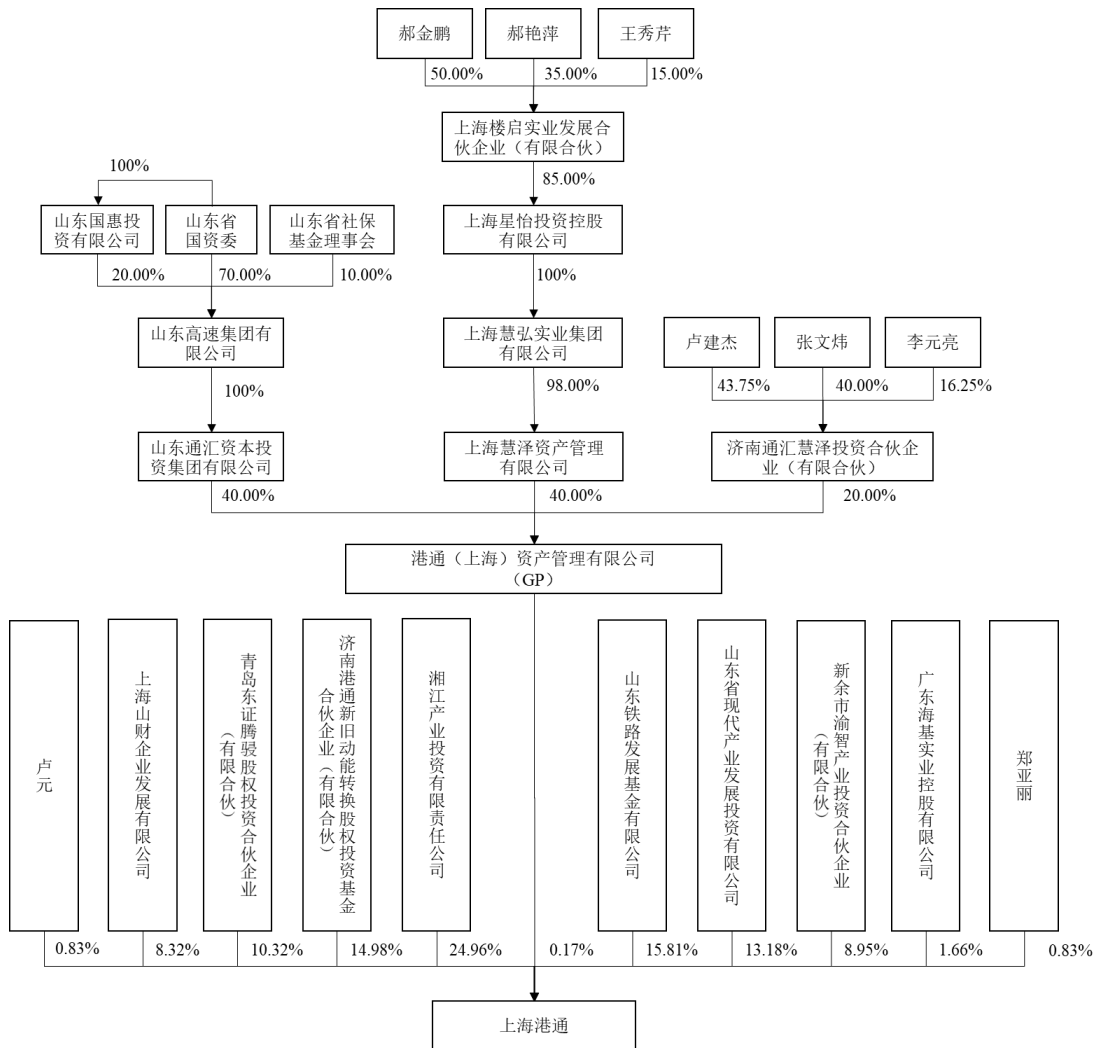 郝金鹏
郝艳萍
王秀芹
50.00%
35.00%
15.00%
上海楼启实业发展合
伙企业（有限合伙）
100%
85.00%
山东国惠投
资有限公司
山东省
国资委
山东省社保
基金理事会
上海星怡投资控股
有限公司
20.00%
70.00%
10.00%
100%
山东高速集团有
限公司
上海慧弘实业集团
有限公司
卢建杰
张文炜
李元亮
100%
98.00%
43.75%
40.00%
16.25%
山东通汇资本投
资集团有限公司
上海慧泽资产管理
有限公司
济南通汇慧泽投资合伙企
业（有限合伙）
40.00%
40.00%
20.00%
港通（上海）资产管理有限公司
（GP）
卢元
上海山财企业发展有限公司
青岛东证腾骎股权投资合伙企业
（有限合伙）
济南港通新旧动能转换股权投资基金
合伙企业（有限合伙）
湘江产业投资有限责任公司
山东铁路发展基金有限公司
山东省现代产业发展投资有限公司
新余市渝智产业投资合伙企业
（有限合伙）
广东海基实业控股有限公司
郑亚丽
0.83%
8.32%
10.32%
14.98%
24.96%
0.17%
15.81%
13.18%
8.95%
1.66%
0.83%
上海港通